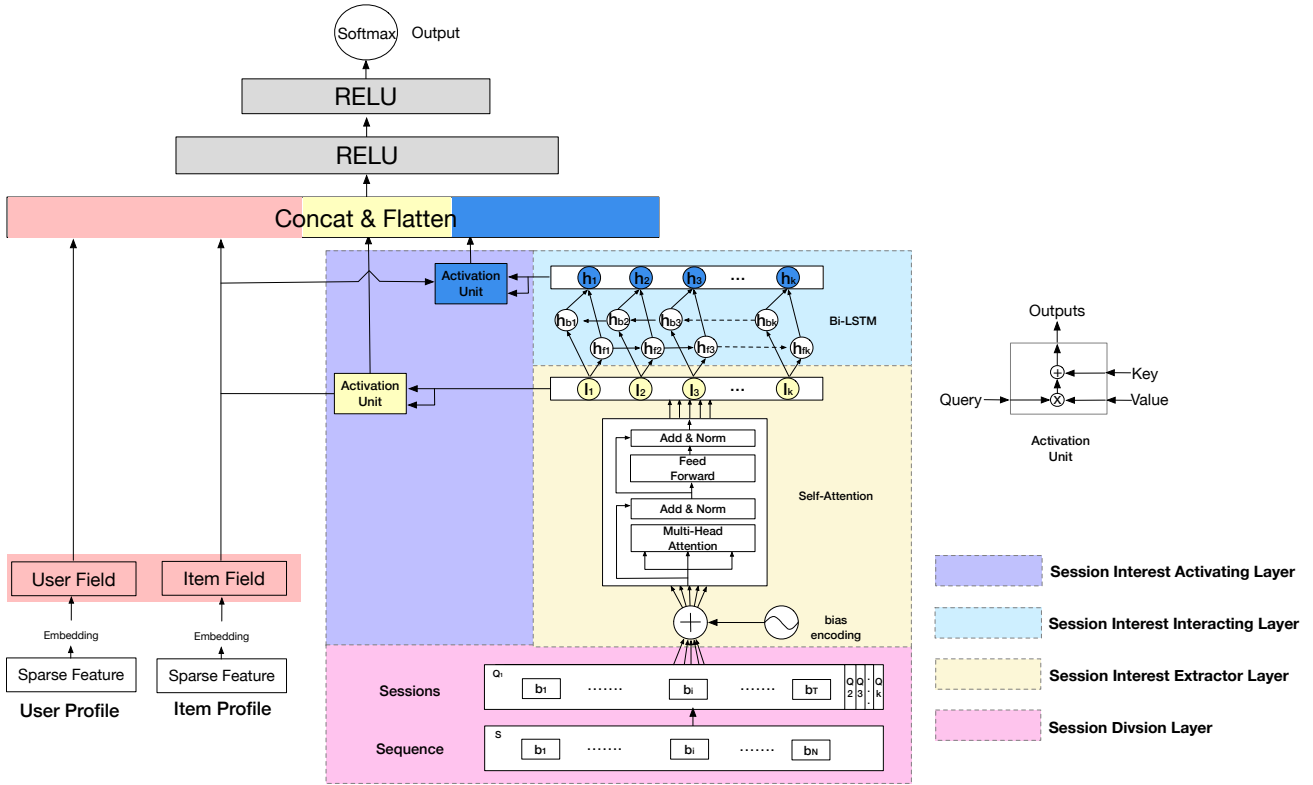 Softmax Output
RELU
RELU
Concat & Flatten
Activation
Unit
h1 h2 h3 ... hk
hb1 hb2 hb3 hbk
Bi-LSTM
hf1 hf2 hf3 hfk
Activation
Unit
I1 I2 I3 ... Ik
Add & Norm
Feed
Forward
Self-Attention
Add & Norm
Multi-Head
Attention
bias
encoding
Outputs
Key
Query
Value
+
X
Activation
Unit
User Field
Item Field
Embedding
Embedding
Sparse Feature
Sparse Feature
User Profile
Item Profile
Sessions
Q1
b1 ....... bi ....... bT
Q2 Q3 ... Qk
Sequence
S
b1 ....... bi ....... bN
Session Interest Activating Layer
Session Interest Interacting Layer
Session Interest Extractor Layer
Session Divsion Layer